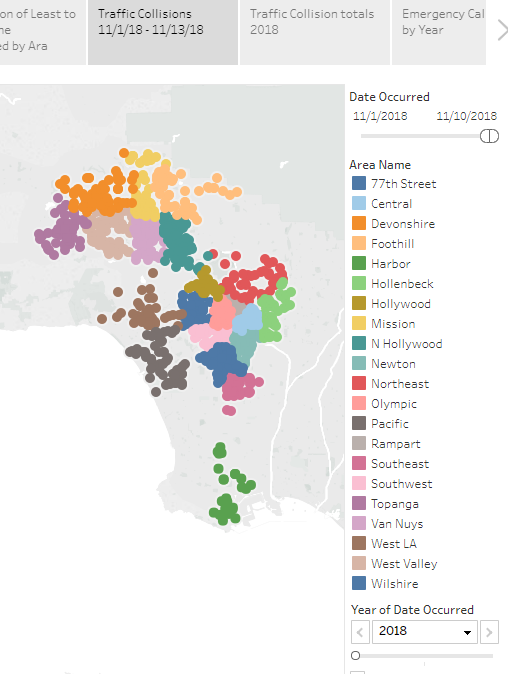 on of Least to
ne
ed by Ara
Traffic Collisions
11/1/18 - 11/13/18
Traffic Collision totals
2018
Emergency Cal
by Year
Date Occurred
11/1/2018 11/10/2018
Area Name
77th Street
Central
Devonshire
Foothill
Harbor
Hollenbeck
Hollywood
Mission
N Hollywood
Newton
Northeast
Olympic
Pacific
Rampart
Southeast
Southwest
Topanga
Van Nuys
West LA
West Valley
Wilshire
Year of Date Occurred
2018